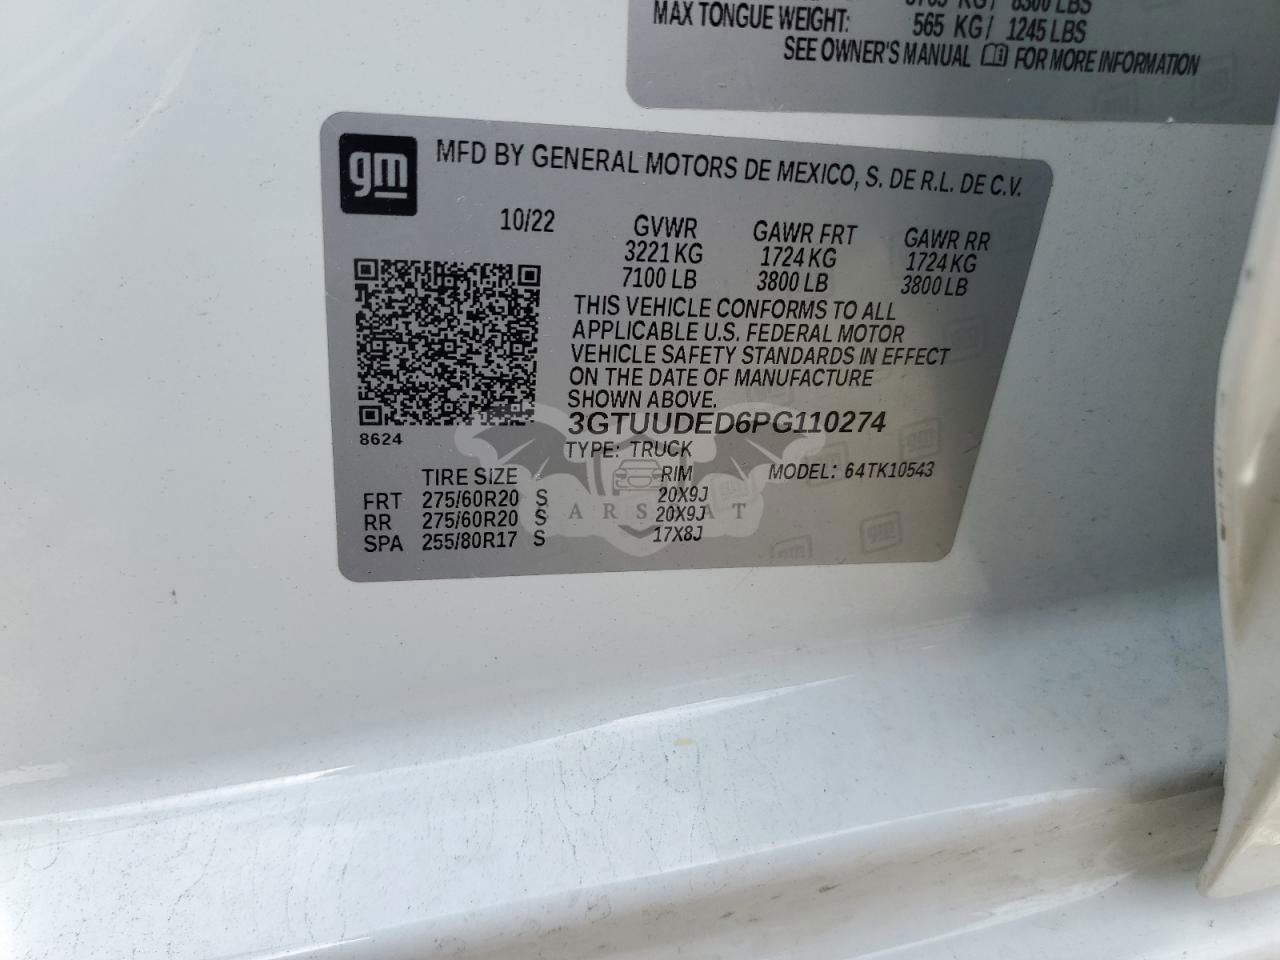 KG / 8300 LBS
MAX TONGUE WEIGHT: 565 KG / 1245 LBS
SEE OWNER'S MANUAL FOR MORE INFORMATION
gm MFD BY GENERAL MOTORS DE MEXICO, S. DE R.L. DE C.V.
10/22 GVWR GAWR FRT GAWR RR
3221 KG 1724 KG 1724 KG
7100 LB 3800 LB 3800 LB
THIS VEHICLE CONFORMS TO ALL
APPLICABLE U.S. FEDERAL MOTOR
VEHICLE SAFETY STANDARDS IN EFFECT
ON THE DATE OF MANUFACTURE
SHOWN ABOVE.
3GTUUDED6PG110274
8624
TYPE: TRUCK
TIRE SIZE RIM MODEL: 64TK10543
FRT 275/60R20 S 20X9J
RR 275/60R20 S 20X9J
SPA 255/80R17 S 17X8J